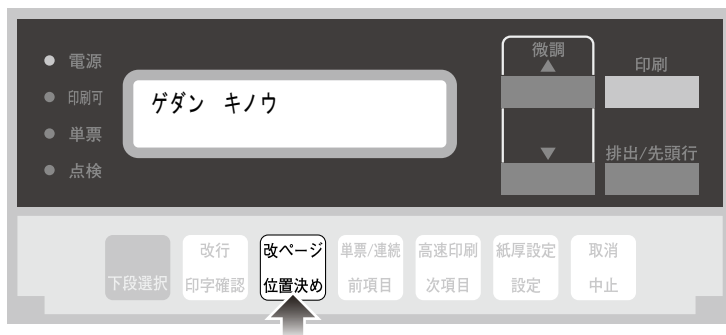 電源
印刷可
単票
点検
ゲダン キノウ
微調
▲
▼
印刷
排出/先頭行
下段選択
改行
印字確認
改ページ
位置決め
単票/連続
前項目
高速印刷
次項目
紙厚設定
設定
取消
中止